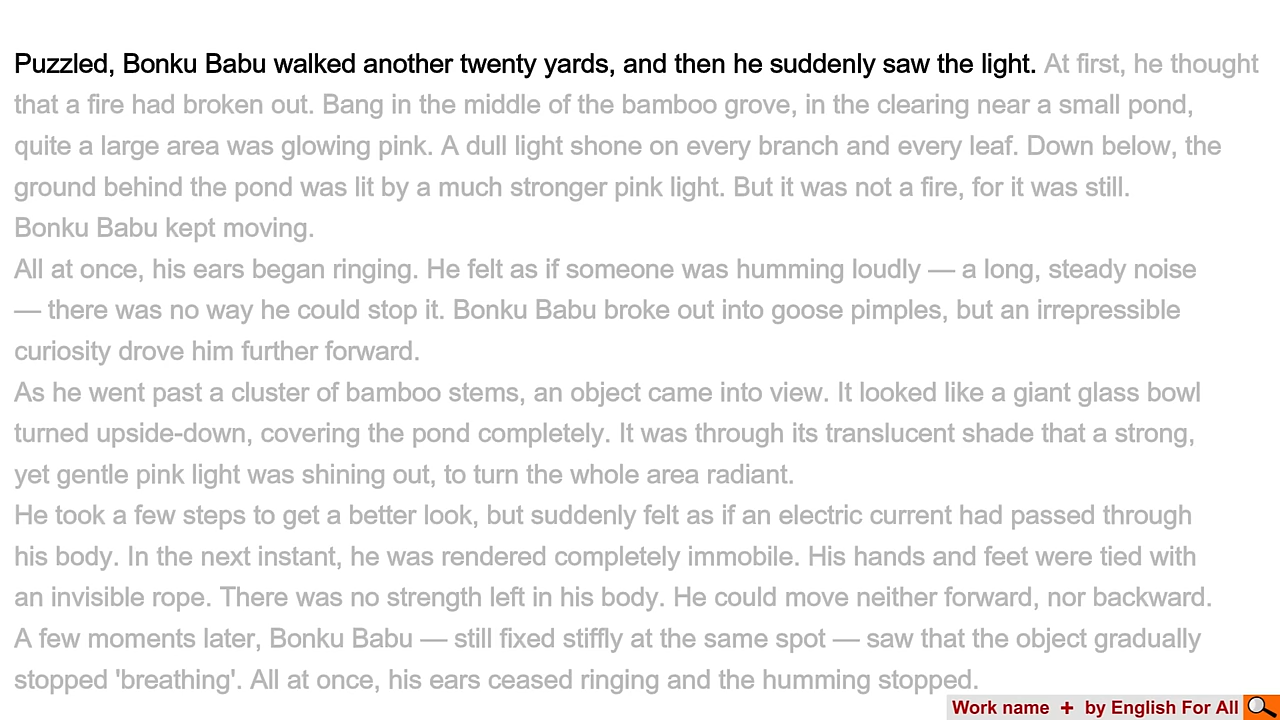 Puzzled, Bonku Babu walked another twenty yards, and then he suddenly saw the light. At first, he thought
that a fire had broken out. Bang in the middle of the bamboo grove, in the clearing near a small pond,
quite a large area was glowing pink. A dull light shone on every branch and every leaf. Down below, the
ground behind the pond was lit by a much stronger pink light. But it was not a fire, for it was still.
Bonku Babu kept moving.
All at once, his ears began ringing. He felt as if someone was humming loudly — a long, steady noise
— there was no way he could stop it. Bonku Babu broke out into goose pimples, but an irrepressible
curiosity drove him further forward.
As he went past a cluster of bamboo stems, an object came into view. It looked like a giant glass bowl
turned upside-down, covering the pond completely. It was through its translucent shade that a strong,
yet gentle pink light was shining out, to turn the whole area radiant.
He took a few steps to get a better look, but suddenly felt as if an electric current had passed through
his body. In the next instant, he was rendered completely immobile. His hands and feet were tied with
an invisible rope. There was no strength left in his body. He could move neither forward, nor backward.
A few moments later, Bonku Babu — still fixed stiffly at the same spot — saw that the object gradually
stopped 'breathing'. All at once, his ears ceased ringing and the humming stopped.
Work name + by English For All